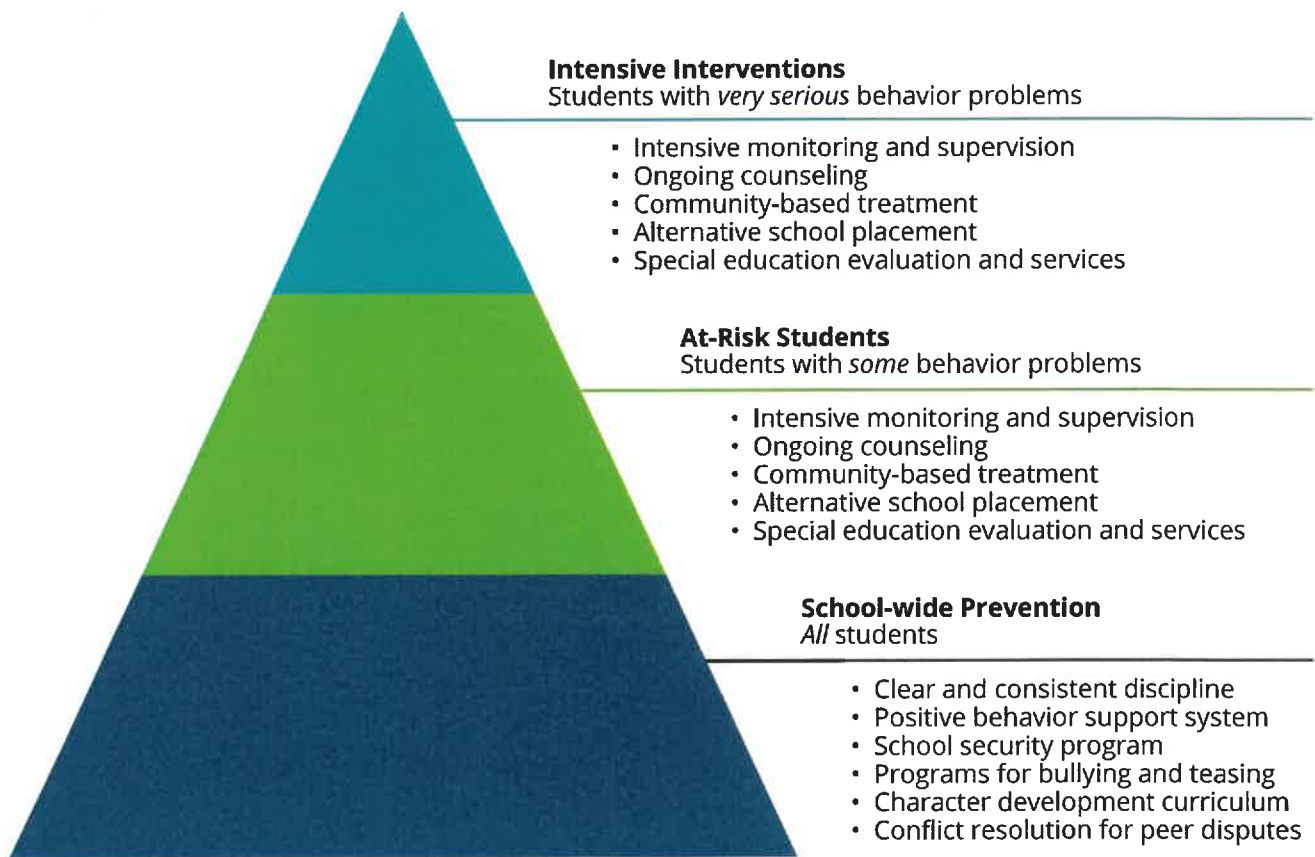 Intensive Interventions
Students with very serious behavior problems
• Intensive monitoring and supervision
• Ongoing counseling
• Community-based treatment
• Alternative school placement
• Special education evaluation and services
At-Risk Students
Students with some behavior problems
• Intensive monitoring and supervision
• Ongoing counseling
• Community-based treatment
• Alternative school placement
• Special education evaluation and services
School-wide Prevention
All students
• Clear and consistent discipline
• Positive behavior support system
• School security program
• Programs for bullying and teasing
• Character development curriculum
• Conflict resolution for peer disputes